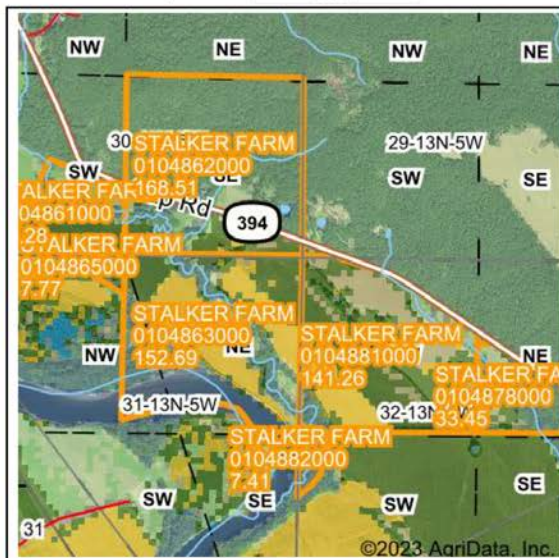 NW
NE
NW
NE
30
STALKER FARM
0104862000
168.51
29-13N-5W
SW
SE
SW
SE
p Rd
394
TALKER FAR
04861000
.28
STALKER FARM
0104865000
7.77
STALKER FARM
0104863000
152.69
NW
NE
STALKER FARM
0104881000
141.26
NE
STALKER FA
0104878000
33.45
31-13N-5W
32-13N
STALKER FARM
0104882000
7.41
SW
SE
SW
SE
31
©2023 AgriData, Inc.